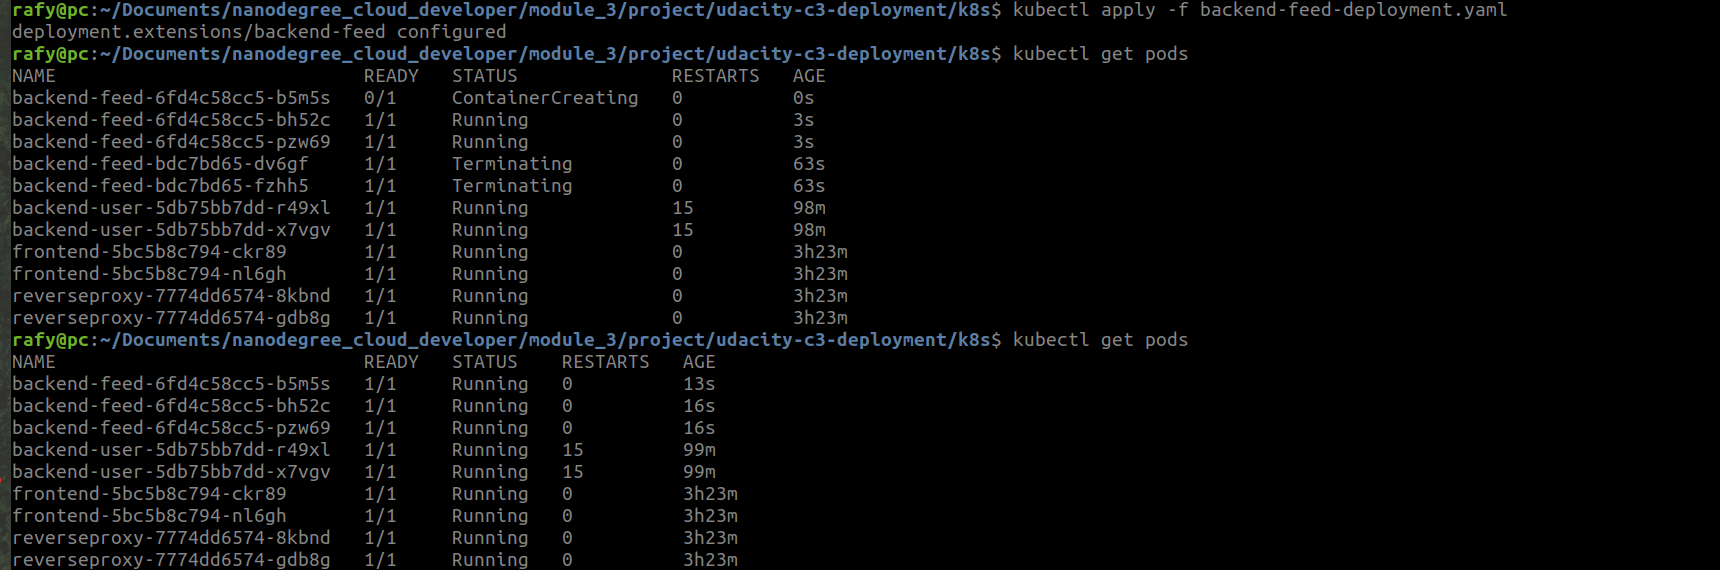 rafy@pc:~/Documents/nanodegree_cloud_developer/module_3/project/udacity-c3-deployment/k8s$ kubectl apply -f backend-feed-deployment.yaml
deployment.extensions/backend-feed configured
rafy@pc:~/Documents/nanodegree_cloud_developer/module_3/project/udacity-c3-deployment/k8s$ kubectl get pods
NAME                            READY   STATUS              RESTARTS   AGE
backend-feed-6fd4c58cc5-b5m5s   0/1     ContainerCreating   0          0s
backend-feed-6fd4c58cc5-bh52c   1/1     Running             0          3s
backend-feed-6fd4c58cc5-pzw69   1/1     Running             0          3s
backend-feed-bdc7bd65-dv6gf     1/1     Terminating         0          63s
backend-feed-bdc7bd65-fzhh5     1/1     Terminating         0          63s
backend-user-5db75bb7dd-r49xl   1/1     Running             15         98m
backend-user-5db75bb7dd-x7vgv   1/1     Running             15         98m
frontend-5bc5b8c794-ckr89       1/1     Running             0          3h23m
frontend-5bc5b8c794-nl6gh       1/1     Running             0          3h23m
reverseproxy-7774dd6574-8kbnd   1/1     Running             0          3h23m
reverseproxy-7774dd6574-gdb8g   1/1     Running             0          3h23m
rafy@pc:~/Documents/nanodegree_cloud_developer/module_3/project/udacity-c3-deployment/k8s$ kubectl get pods
NAME                            READY   STATUS    RESTARTS   AGE
backend-feed-6fd4c58cc5-b5m5s   1/1     Running   0          13s
backend-feed-6fd4c58cc5-bh52c   1/1     Running   0          16s
backend-feed-6fd4c58cc5-pzw69   1/1     Running   0          16s
backend-user-5db75bb7dd-r49xl   1/1     Running   15         99m
backend-user-5db75bb7dd-x7vgv   1/1     Running   15         99m
frontend-5bc5b8c794-ckr89       1/1     Running   0          3h23m
frontend-5bc5b8c794-nl6gh       1/1     Running   0          3h23m
reverseproxy-7774dd6574-8kbnd   1/1     Running   0          3h23m
reverseproxy-7774dd6574-gdb8g   1/1     Running   0          3h23m